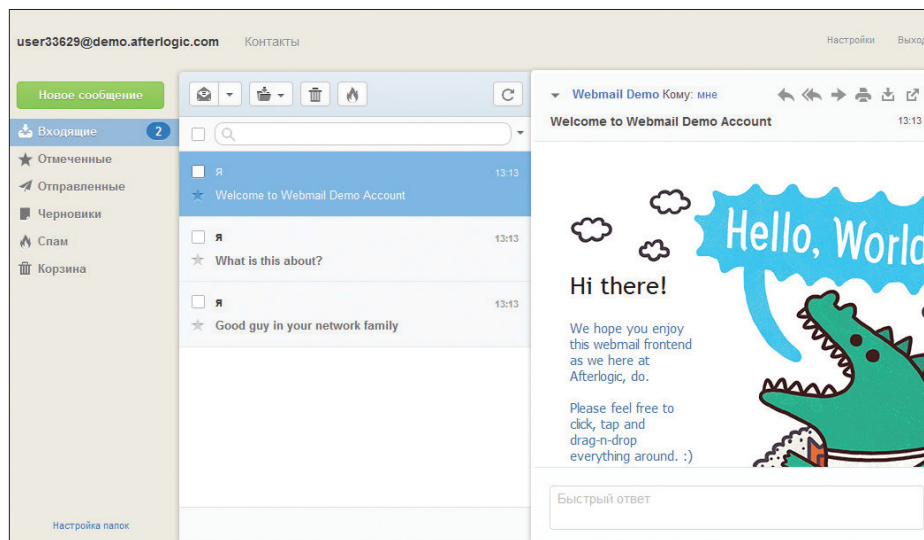 user33629@demo.afterlogic.com Контакты Настройки Выход
Новое сообщение
Входящие 2
Отмеченные
Отправленные
Черновики
Спам
Корзина
Настройка папок
Я 13:13
Welcome to Webmail Demo Account
Я 13:13
What is this about?
Я 13:13
Good guy in your network family
Webmail Demo Кому: мне
Welcome to Webmail Demo Account 13:13
Hello, World
Hi there!
We hope you enjoy
this webmail frontend
as we here at
Afterlogic, do.
Please feel free to
click, tap and
drag-n-drop
everything around. :)
Быстрый ответ